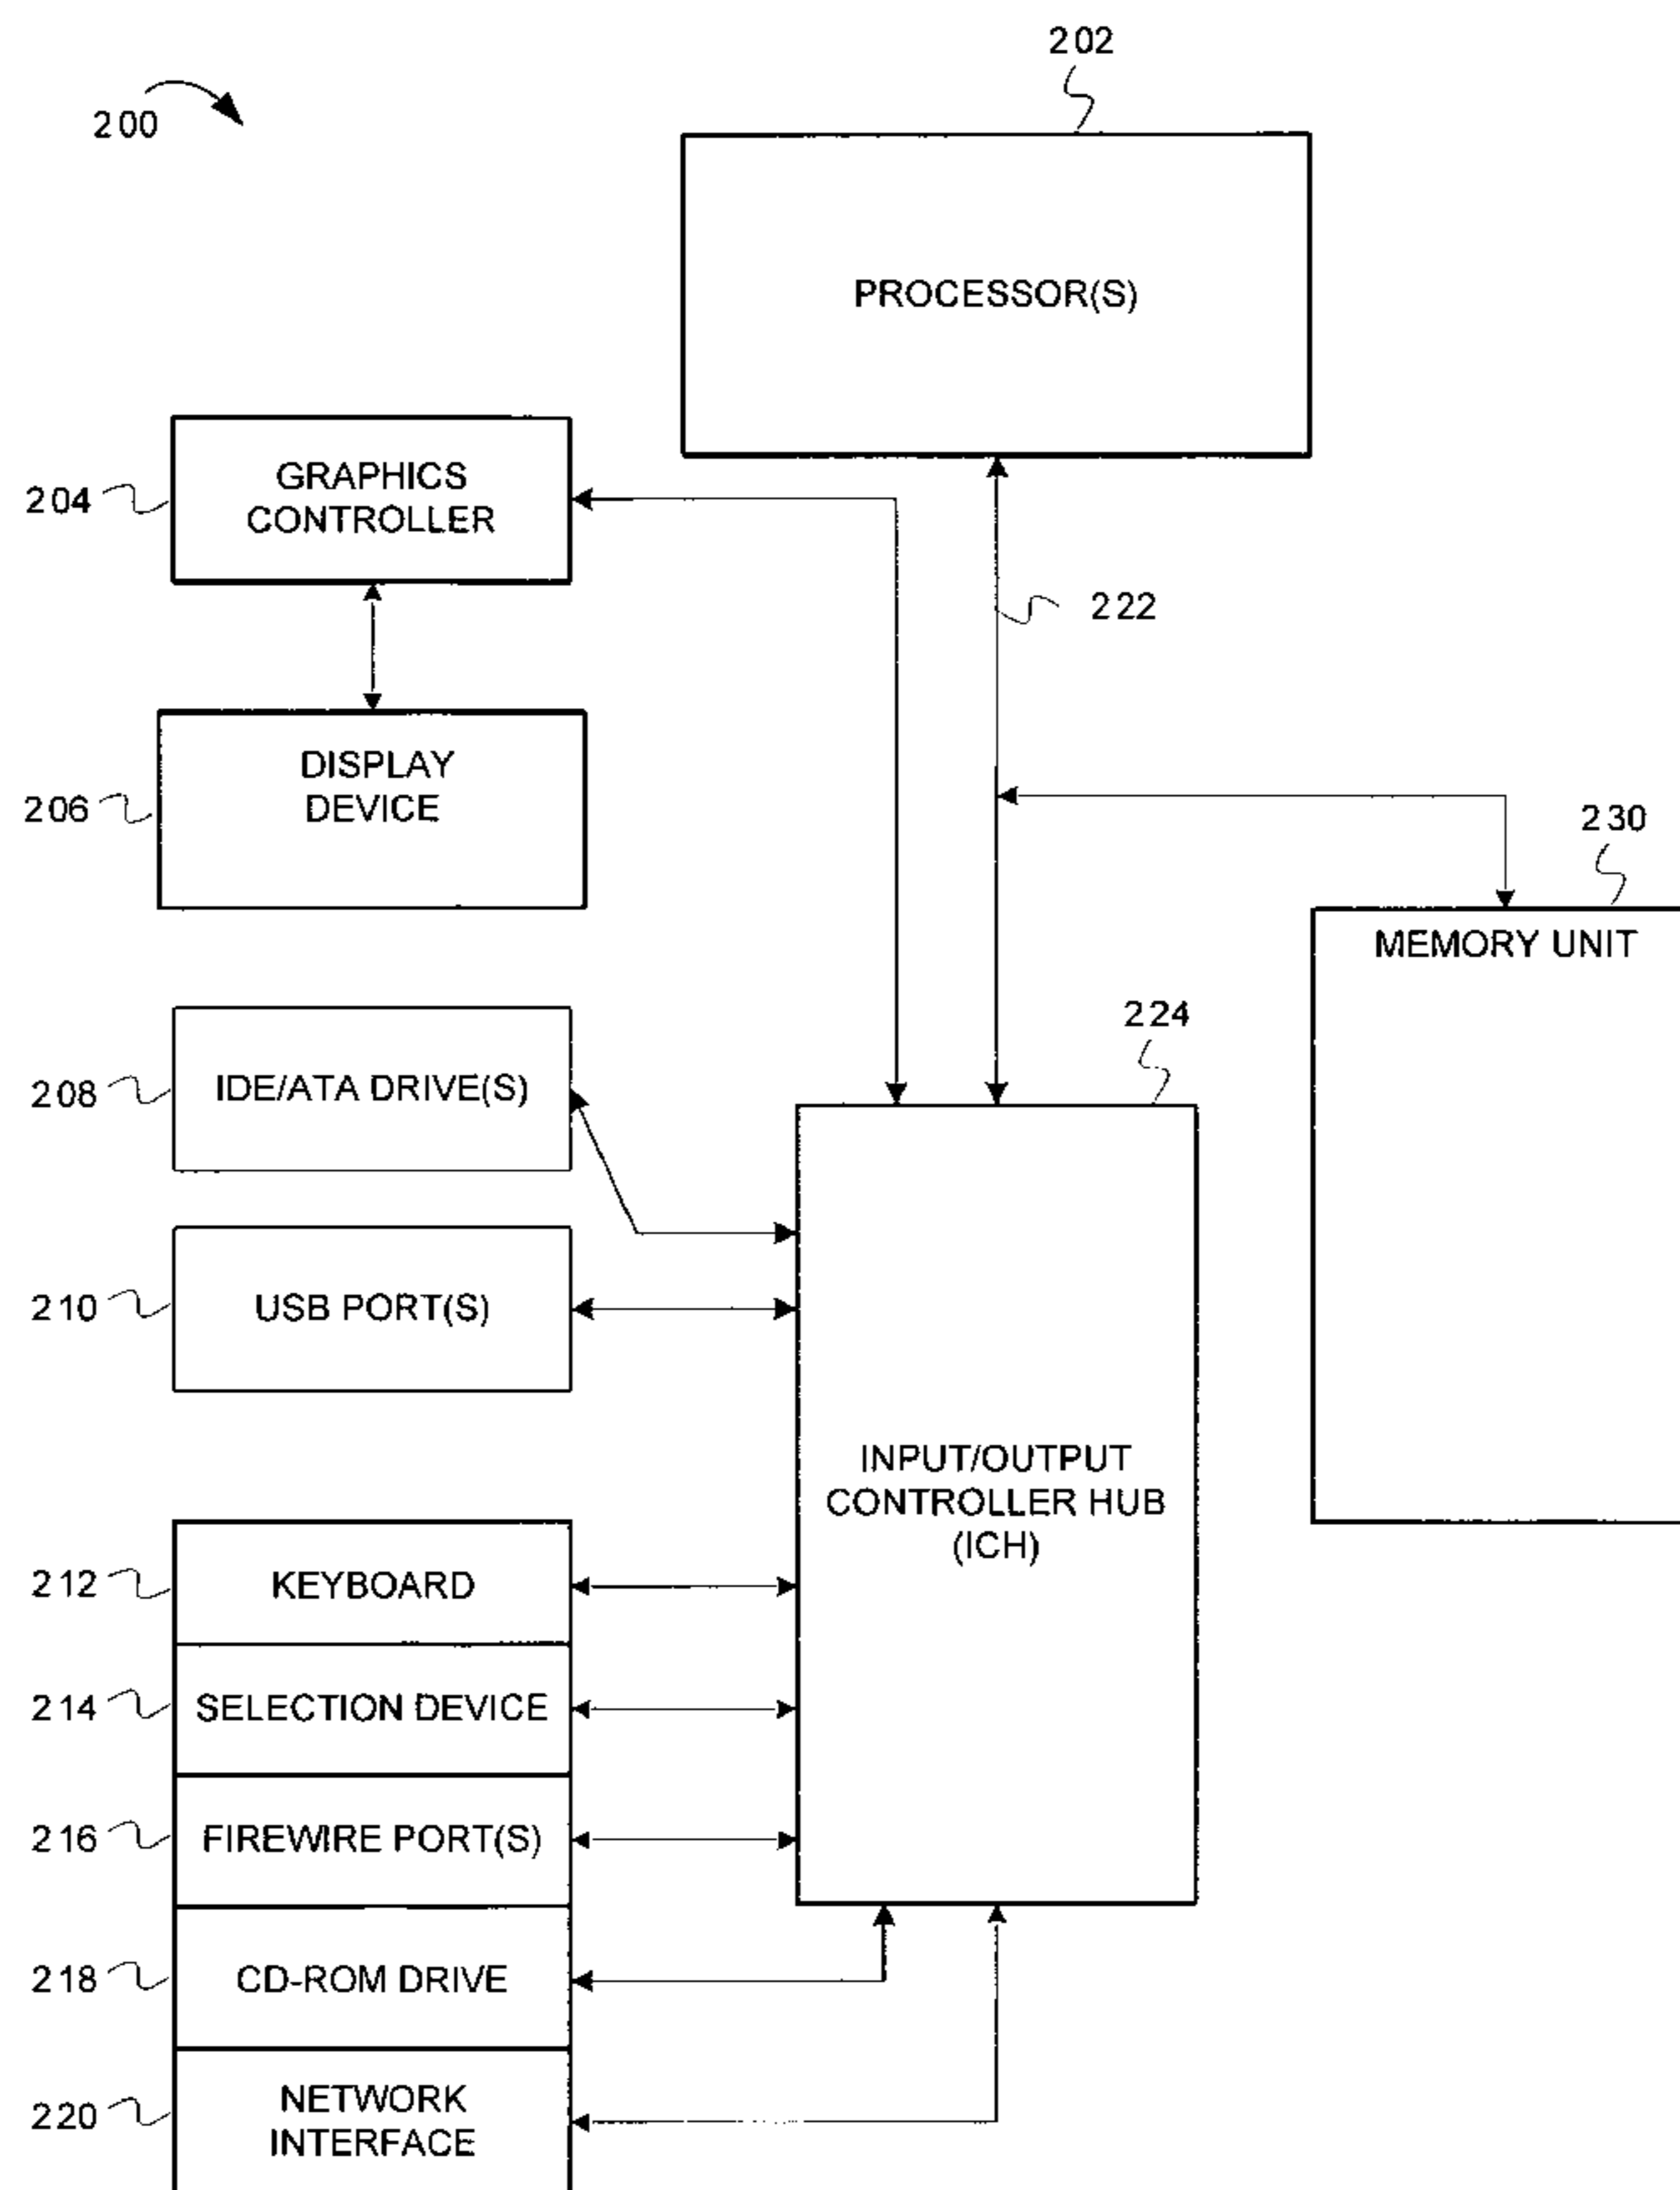 202
200
PROCESSOR(S)
204
GRAPHICS
CONTROLLER
222
206
DISPLAY
DEVICE
230
MEMORY UNIT
224
208
IDE/ATA DRIVE(S)
210
USB PORT(S)
INPUT/OUTPUT
CONTROLLER HUB
(ICH)
212
KEYBOARD
214
SELECTION DEVICE
216
FIREWIRE PORT(S)
218
CD-ROM DRIVE
220
NETWORK
INTERFACE